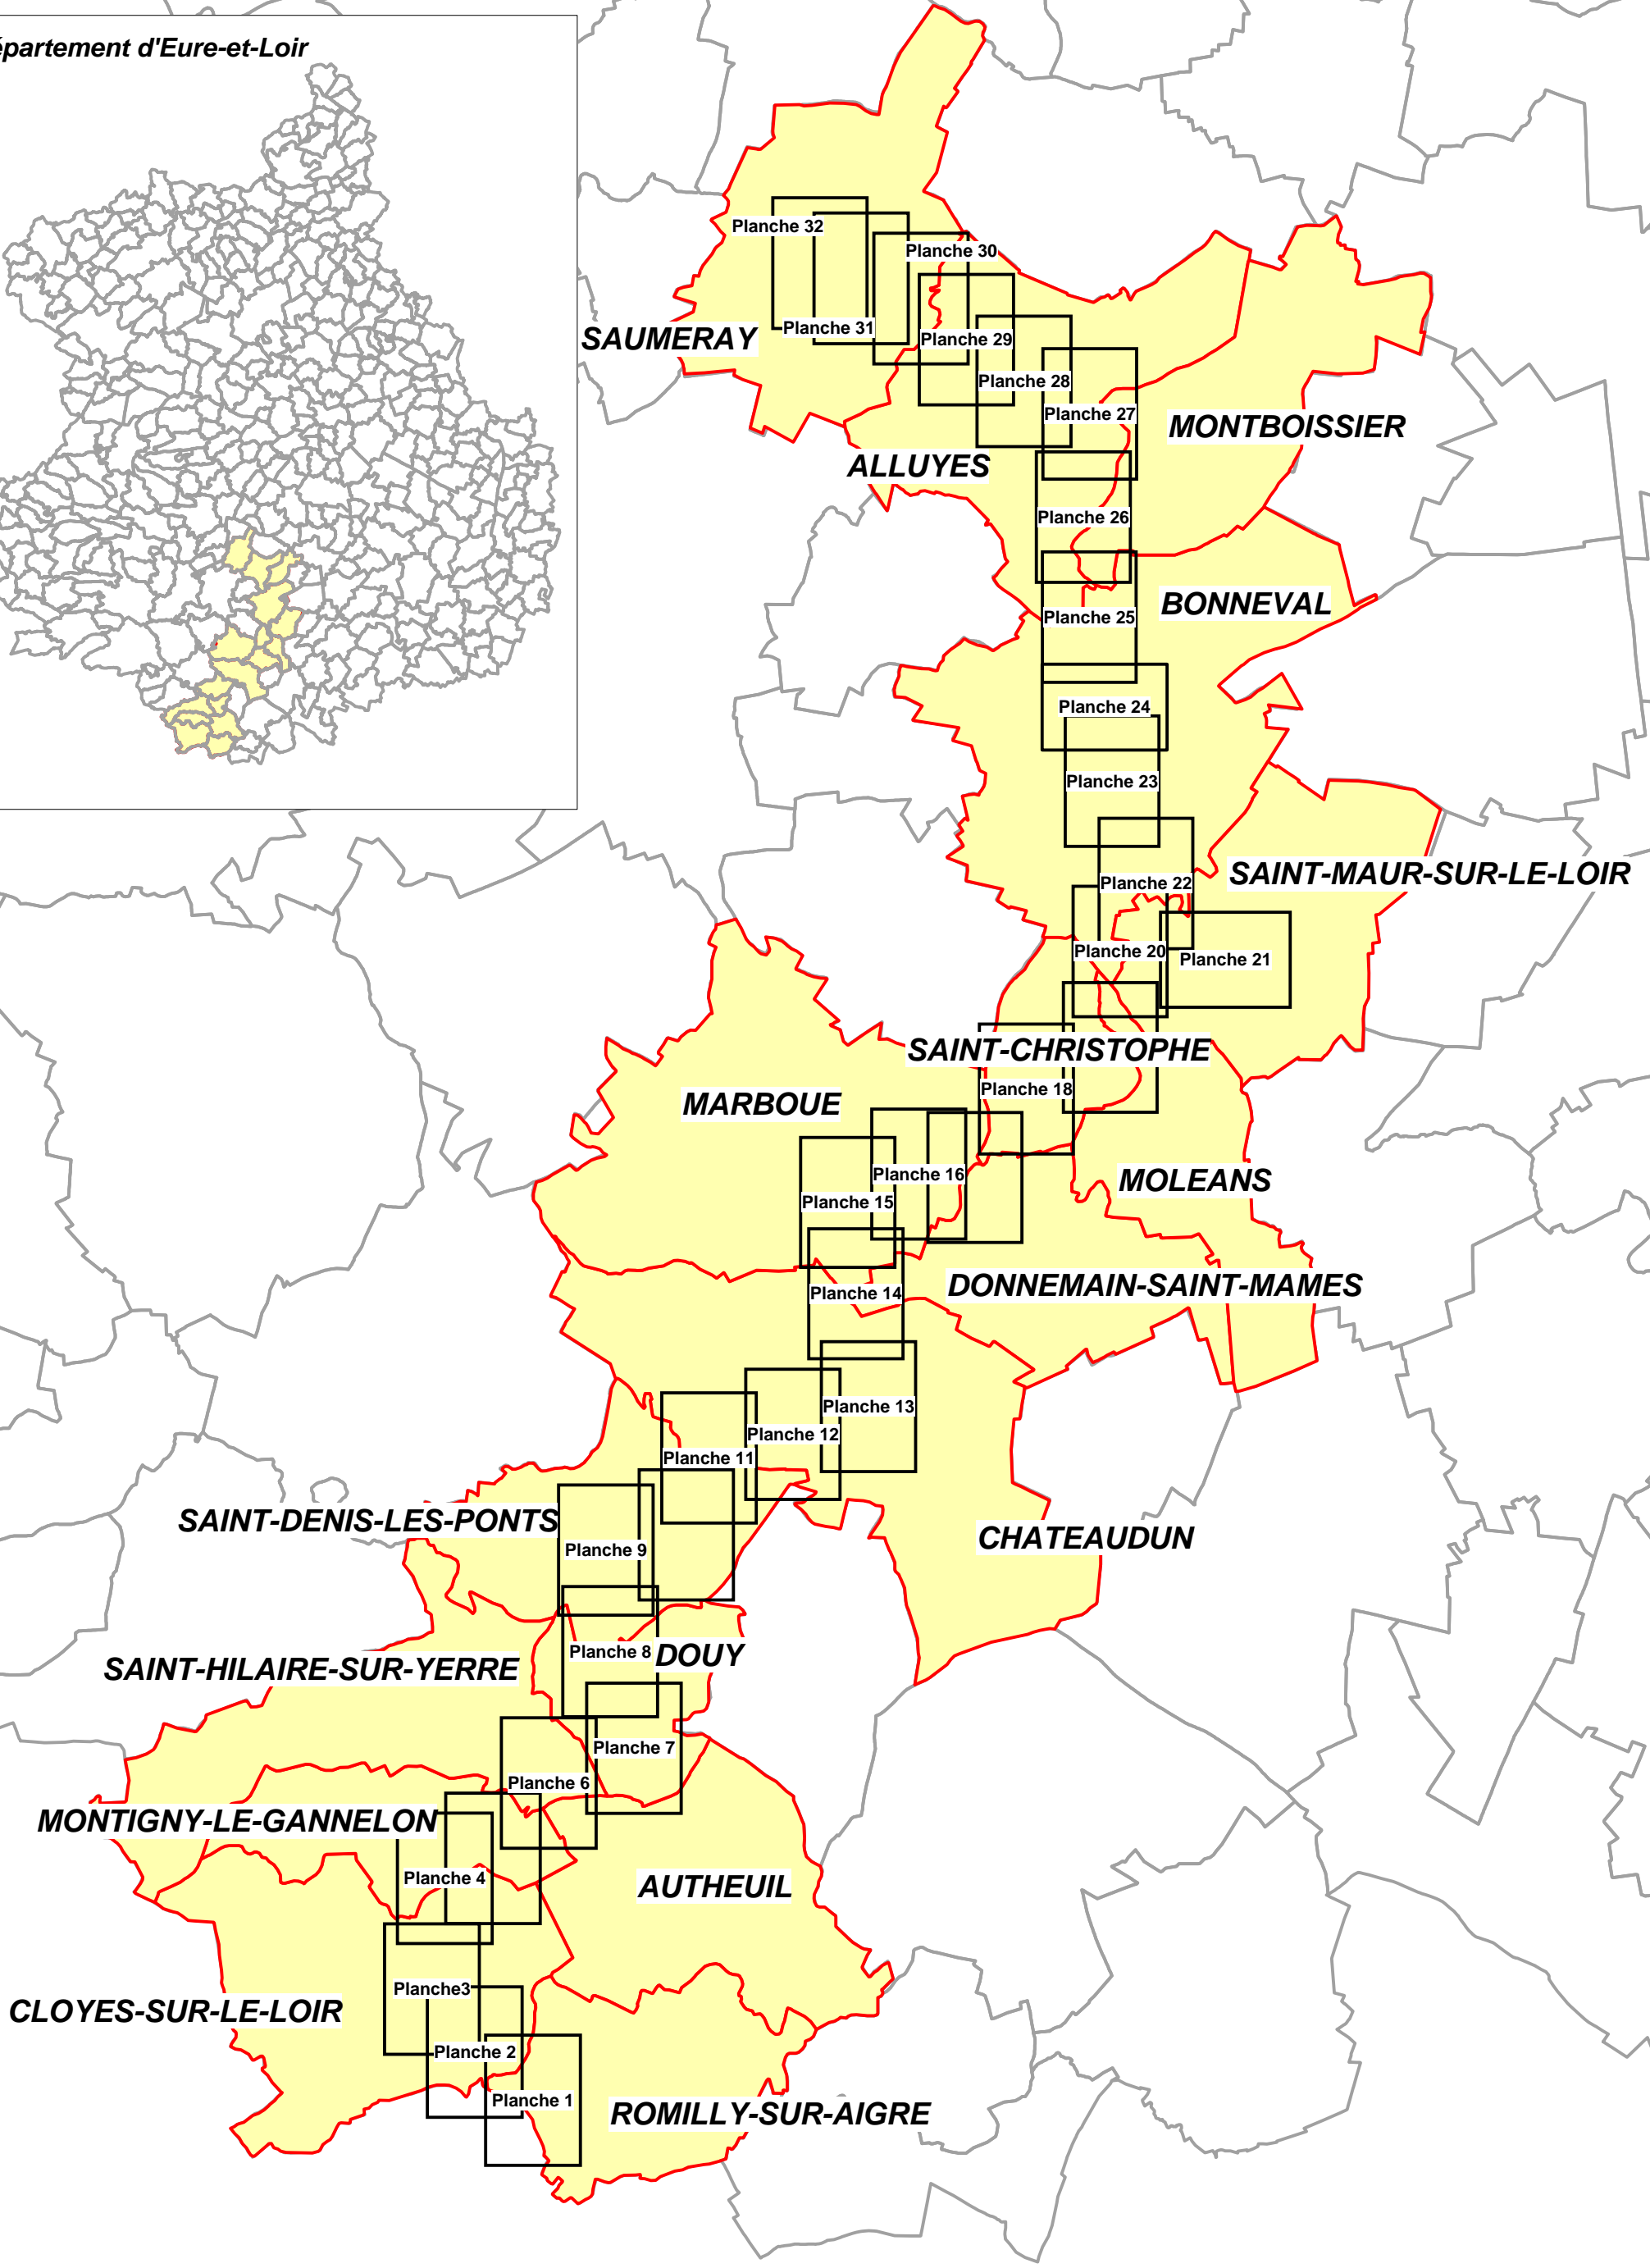 épartement d'Eure-et-Loir
Planche 32
Planche 30
Planche 31
SAUMERAY
Planche 29
Planche 28
Planche 27
MONTBOISSIER
ALLUYES
Planche 26
BONNEVAL
Planche 25
Planche 24
Planche 23
SAINT-MAUR-SUR-LE-LOIR
Planche 22
Planche 20
Planche 21
SAINT-CHRISTOPHE
Planche 18
MARBOUE
Planche 16
MOLEANS
Planche 15
DONNEMAIN-SAINT-MAMES
Planche 14
Planche 13
Planche 12
Planche 11
SAINT-DENIS-LES-PONTS
CHATEAUDUN
Planche 9
Planche 8
DOUY
SAINT-HILAIRE-SUR-YERRE
Planche 7
Planche 6
MONTIGNY-LE-GANNELON
Planche 4
AUTHEUIL
Planche3
CLOYES-SUR-LE-LOIR
Planche 2
Planche 1
ROMILLY-SUR-AIGRE